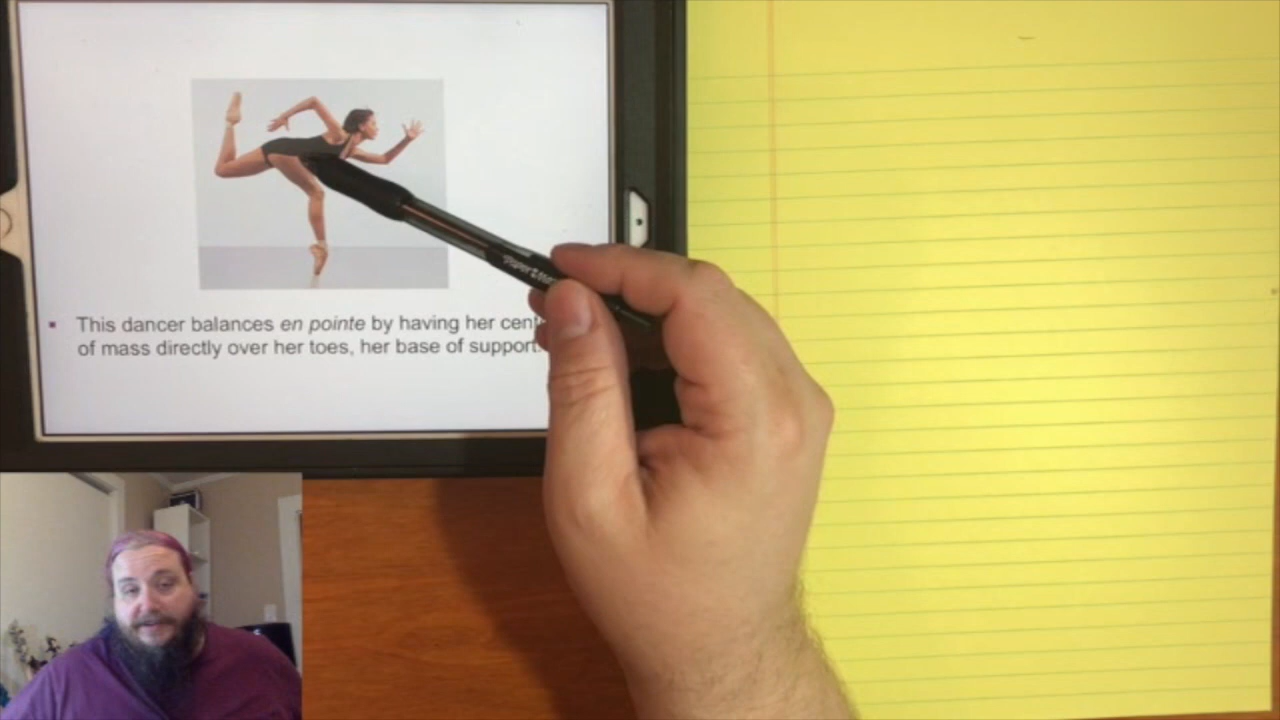 This dancer balances en pointe by having her cent
of mass directly over her toes, her base of support.